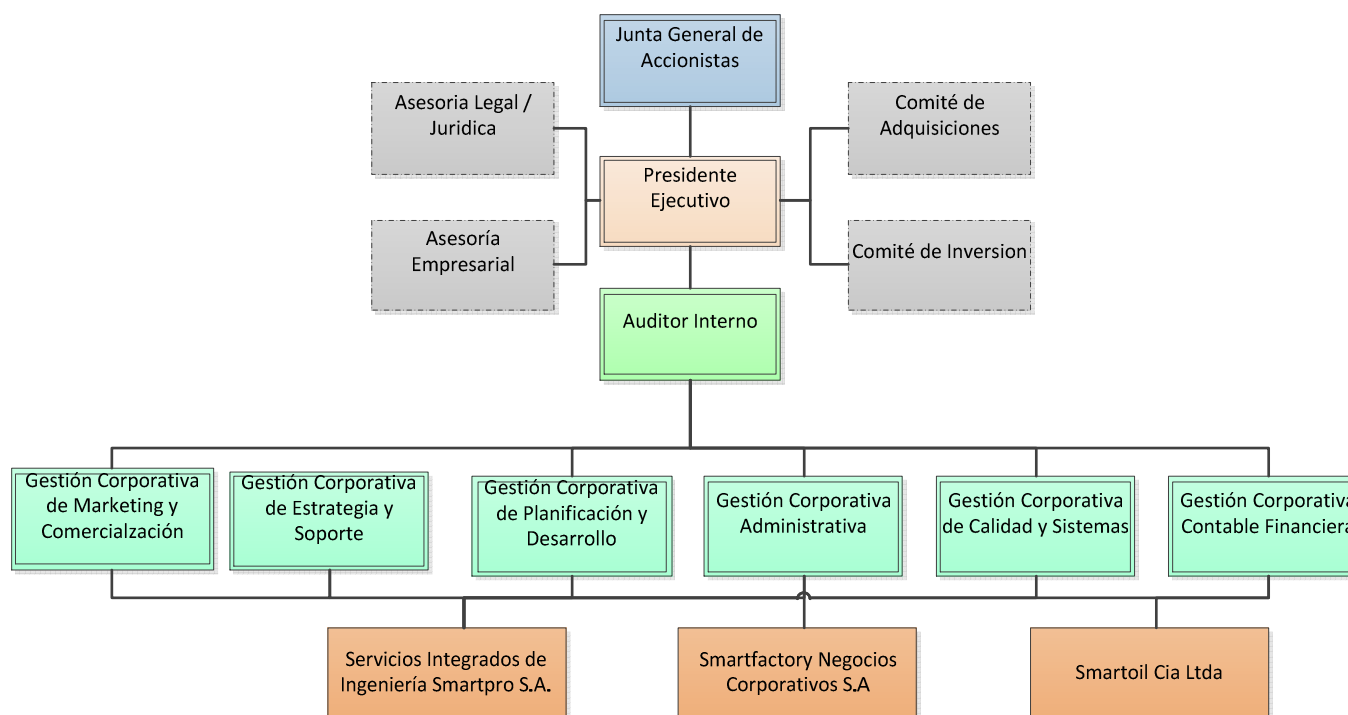 Junta General de
Accionistas
Asesoria Legal /
Juridica
Comité de
Adquisiciones
Presidente
Ejecutivo
Asesoría
Empresarial
Comité de Inversion
Auditor Interno
Gestión Corporativa
de Marketing y
Comercialzación
Gestión Corporativa
de Estrategia y
Soporte
Gestión Corporativa
de Planificación y
Desarrollo
Gestión Corporativa
Administrativa
Gestión Corporativa
de Calidad y Sistemas
Gestión Corporativa
Contable Financiera
Servicios Integrados de
Ingeniería Smartpro S.A.
Smartfactory Negocios
Corporativos S.A
Smartoil Cia Ltda